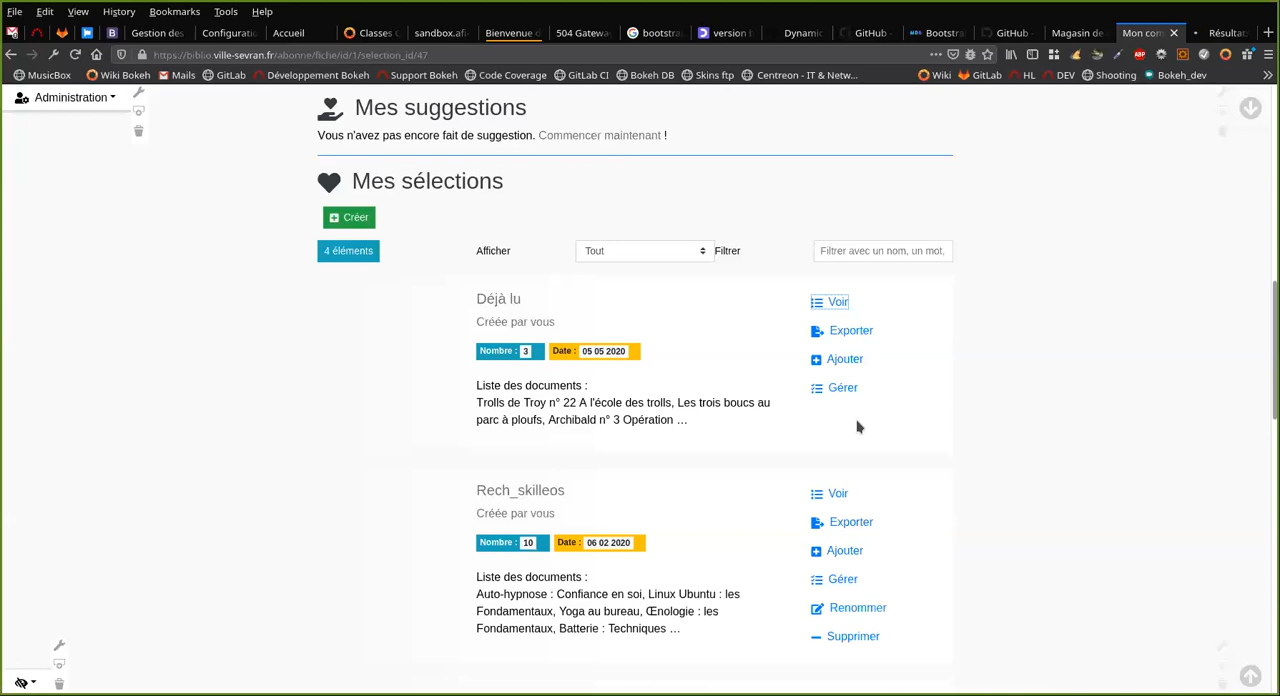 File Edit View History Bookmarks Tools Help
Gestion des Configuratio Accueil Classes C sandbox.afi- Bienvenue d 504 Gateway bootstrap version b Dynami GitHub - Bootstra GitHub - Magasin de Mon com Résultats
https://biblio.ville-sevran.fr/abonne/fiche/id/1/selection_id/47
MusicBox Wiki Bokeh Mails GitLab Développement Bokeh Support Bokeh Code Coverage GitLab CI Bokeh DB Skins ftp Centreon - IT & Netw... Wiki GitLab HL DEV Shooting Bokeh_dev
Administration
Mes suggestions
Vous n'avez pas encore fait de suggestion. Commencer maintenant !
Mes sélections
Créer
4 éléments Afficher Tout Filtrer Filtrer avec un nom, un mot,
Déjà lu
Créée par vous
Nombre : 3 Date : 05 05 2020
Liste des documents :
Trolls de Troy n° 22 A l'école des trolls, Les trois boucs au
parc à ploufs, Archibald n° 3 Opération …
Voir
Exporter
Ajouter
Gérer
Rech_skilleos
Créée par vous
Nombre : 10 Date : 06 02 2020
Liste des documents :
Auto-hypnose : Confiance en soi, Linux Ubuntu : les
Fondamentaux, Yoga au bureau, Œnologie : les
Fondamentaux, Batterie : Techniques …
Voir
Exporter
Ajouter
Gérer
Renommer
Supprimer